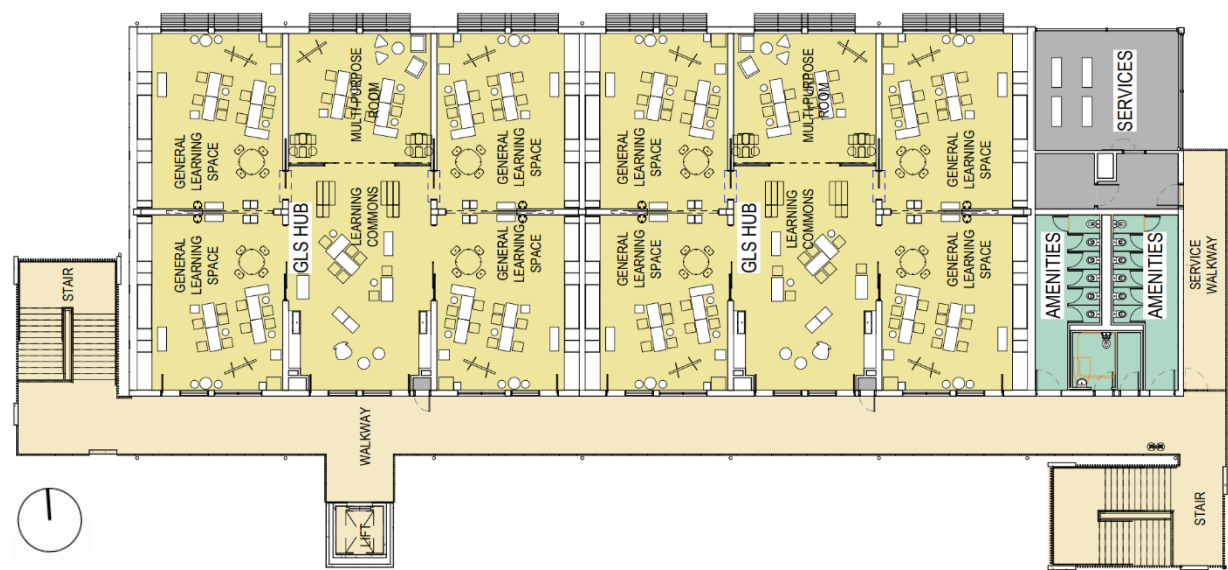 GENERAL
LEARNING
SPACE
MULTI-PURPOSE
ROOM
GENERAL
LEARNING
SPACE
GENERAL
LEARNING
SPACE
MULTI-PURPOSE
ROOM
GENERAL
LEARNING
SPACE
SERVICES
GENERAL
LEARNING
SPACE
GLS HUB
LEARNING
COMMONS
GENERAL
LEARNING
SPACE
GENERAL
LEARNING
SPACE
GLS HUB
LEARNING
COMMONS
GENERAL
LEARNING
SPACE
AMENITIES
AMENITIES
SERVICE
WALKWAY
STAIR
WALKWAY
LIFT
STAIR